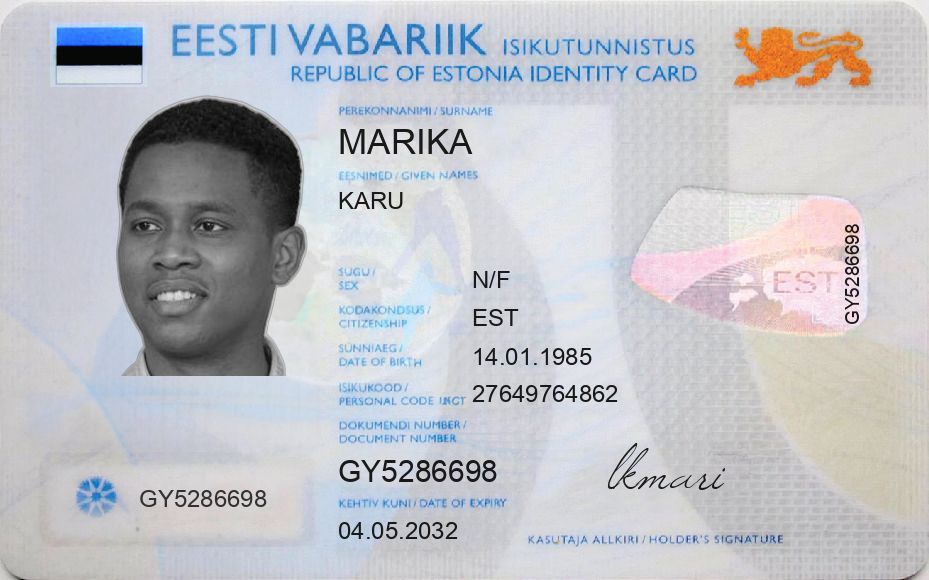 EESTI VABARIIK ISIKUTUNNISTUS
REPUBLIC OF ESTONIA IDENTITY CARD
PEREKONNANIMI / SURNAME
MARIKA
EESNIMED / GIVEN NAMES
KARU
SUGU /
SEX
N/F
KODAKONDSUS /
CITIZENSHIP
EST
SÜNNIAEG /
DATE OF BIRTH
14.01.1985
ISIKUKOOD /
PERSONAL CODE
27649764862
DOKUMENDI NUMBER /
DOCUMENT NUMBER
GY5286698
KEHTIV KUNI / DATE OF EXPIRY
04.05.2032
GY5286698
EST
GY5286698
lkmari
KASUTAJA ALLKIRI / HOLDER'S SIGNATURE